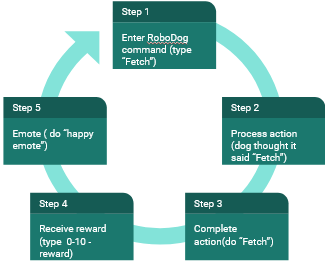 Step 1
Enter RoboDog
command (type
"Fetch")
Step 2
Process action
(dog thought it
said "Fetch")
Step 3
Complete
action(do "Fetch")
Step 4
Receive reward
(type  0-10 -
reward)
Step 5
Emote ( do "happy
emote")